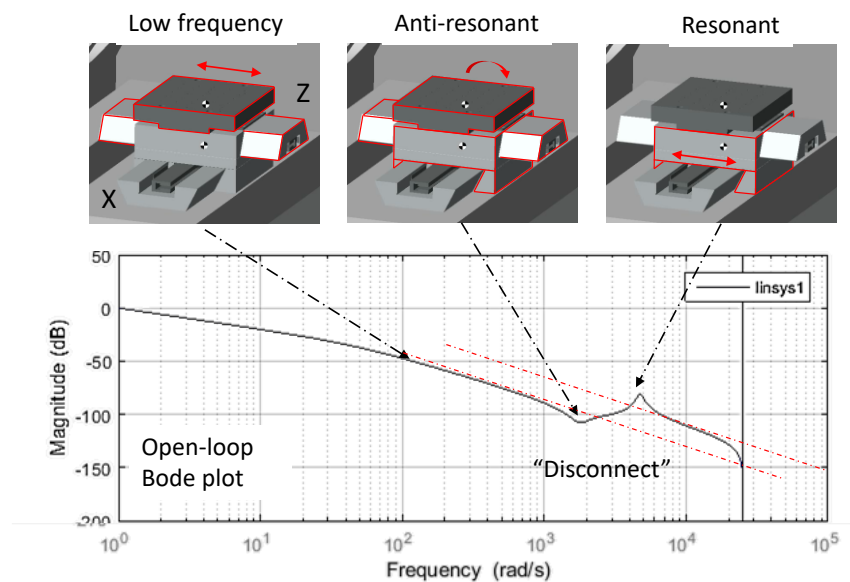 Low frequency
Anti-resonant
Resonant
Z
X
50
0
-50
-100
-150
-200
Magnitude (dB)
linsys1
Open-loop
Bode plot
“Disconnect”
10^0
10^1
10^2
10^3
10^4
10^5
Frequency (rad/s)